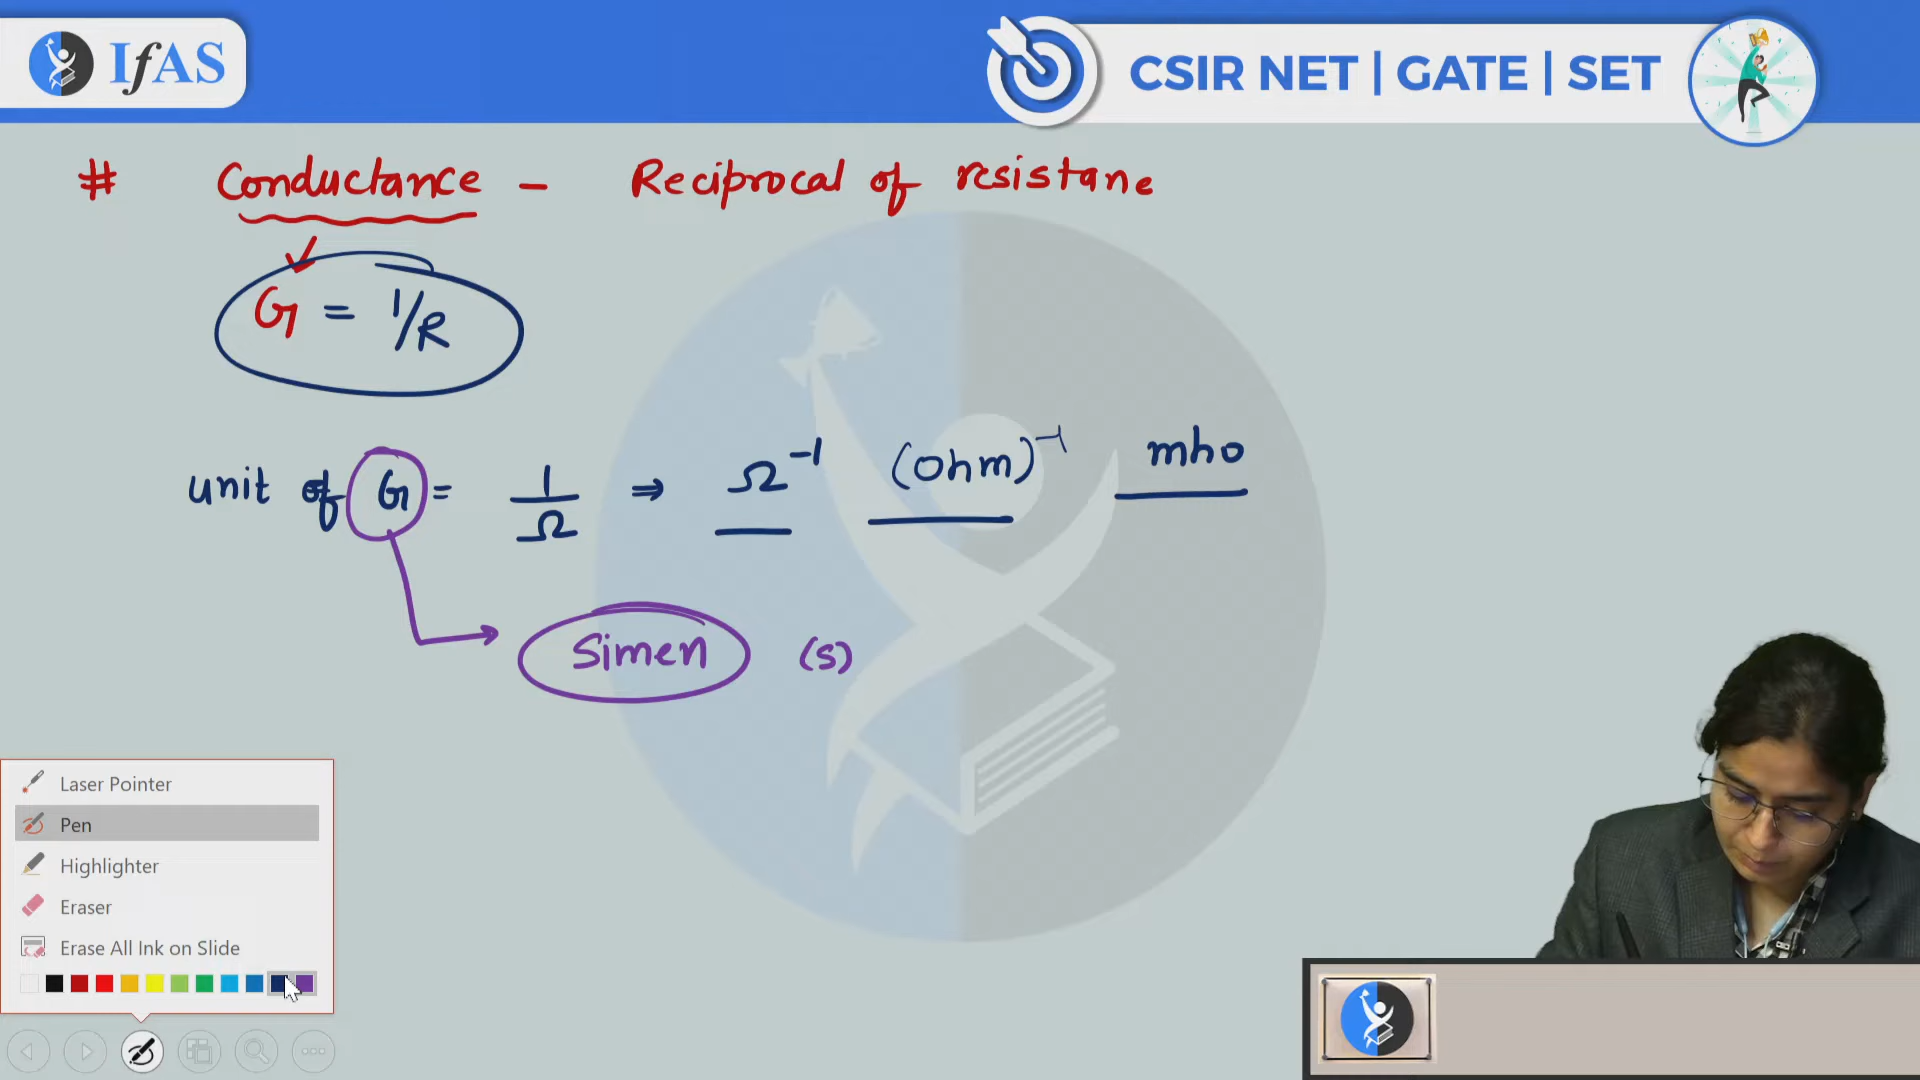 IfAS
CSIR NET | GATE | SET
# Conductance - Reciprocal of resistane
G = 1/R
unit of G = 1/Ω ⇒ Ω⁻¹ (Ohm)⁻¹ mho
Simen (S)
Laser Pointer
Pen
Highlighter
Eraser
Erase All Ink on Slide